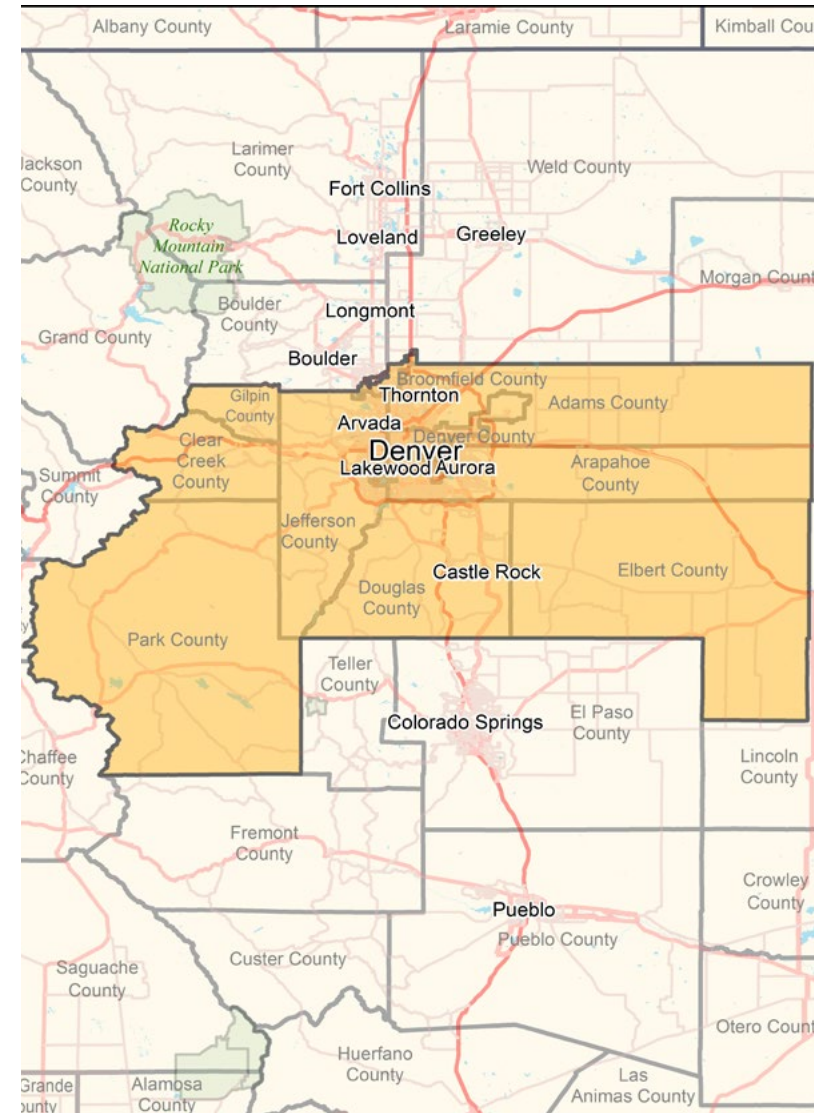 Albany County
Laramie County
Kimball Cou
Jackson
County
Larimer
County
Weld County
Fort Collins
Rocky
Mountain
National Park
Loveland
Greeley
Morgan Count
Boulder
County
Longmont
Grand County
Boulder
Broomfield County
Gilpin
County
Thornton
Adams County
Arvada
Denver County
Clear
Creek
County
Denver
Lakewood
Aurora
Arapahoe
County
Summit
County
Jefferson
County
Castle Rock
Elbert County
Douglas
County
Park County
Teller
County
Colorado Springs
El Paso
County
Chaffee
County
Lincoln
County
Fremont
County
Crowley
County
Pueblo
Pueblo County
Custer County
Saguache
County
Otero Count
Huerfano
County
Las
Animas County
Grande
ounty
Alamosa
County